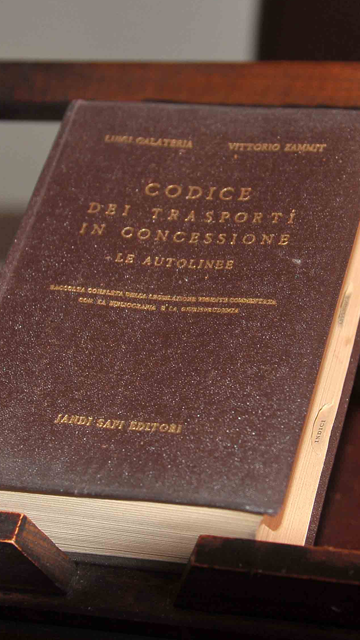 LUIGI GALATERIA VITTORIO ZAMMIT
CODICE
DEI TRASPORTI
IN CONCESSIONE
LE AUTOLINEE
RACCOLTA COMPLETA DELLA LEGISLAZIONE VIGENTE COMMENTATA
CON LA BIBLIOGRAFIA E LA GIURISPRUDENZA
JANDI SAPI EDITORI
INDICI